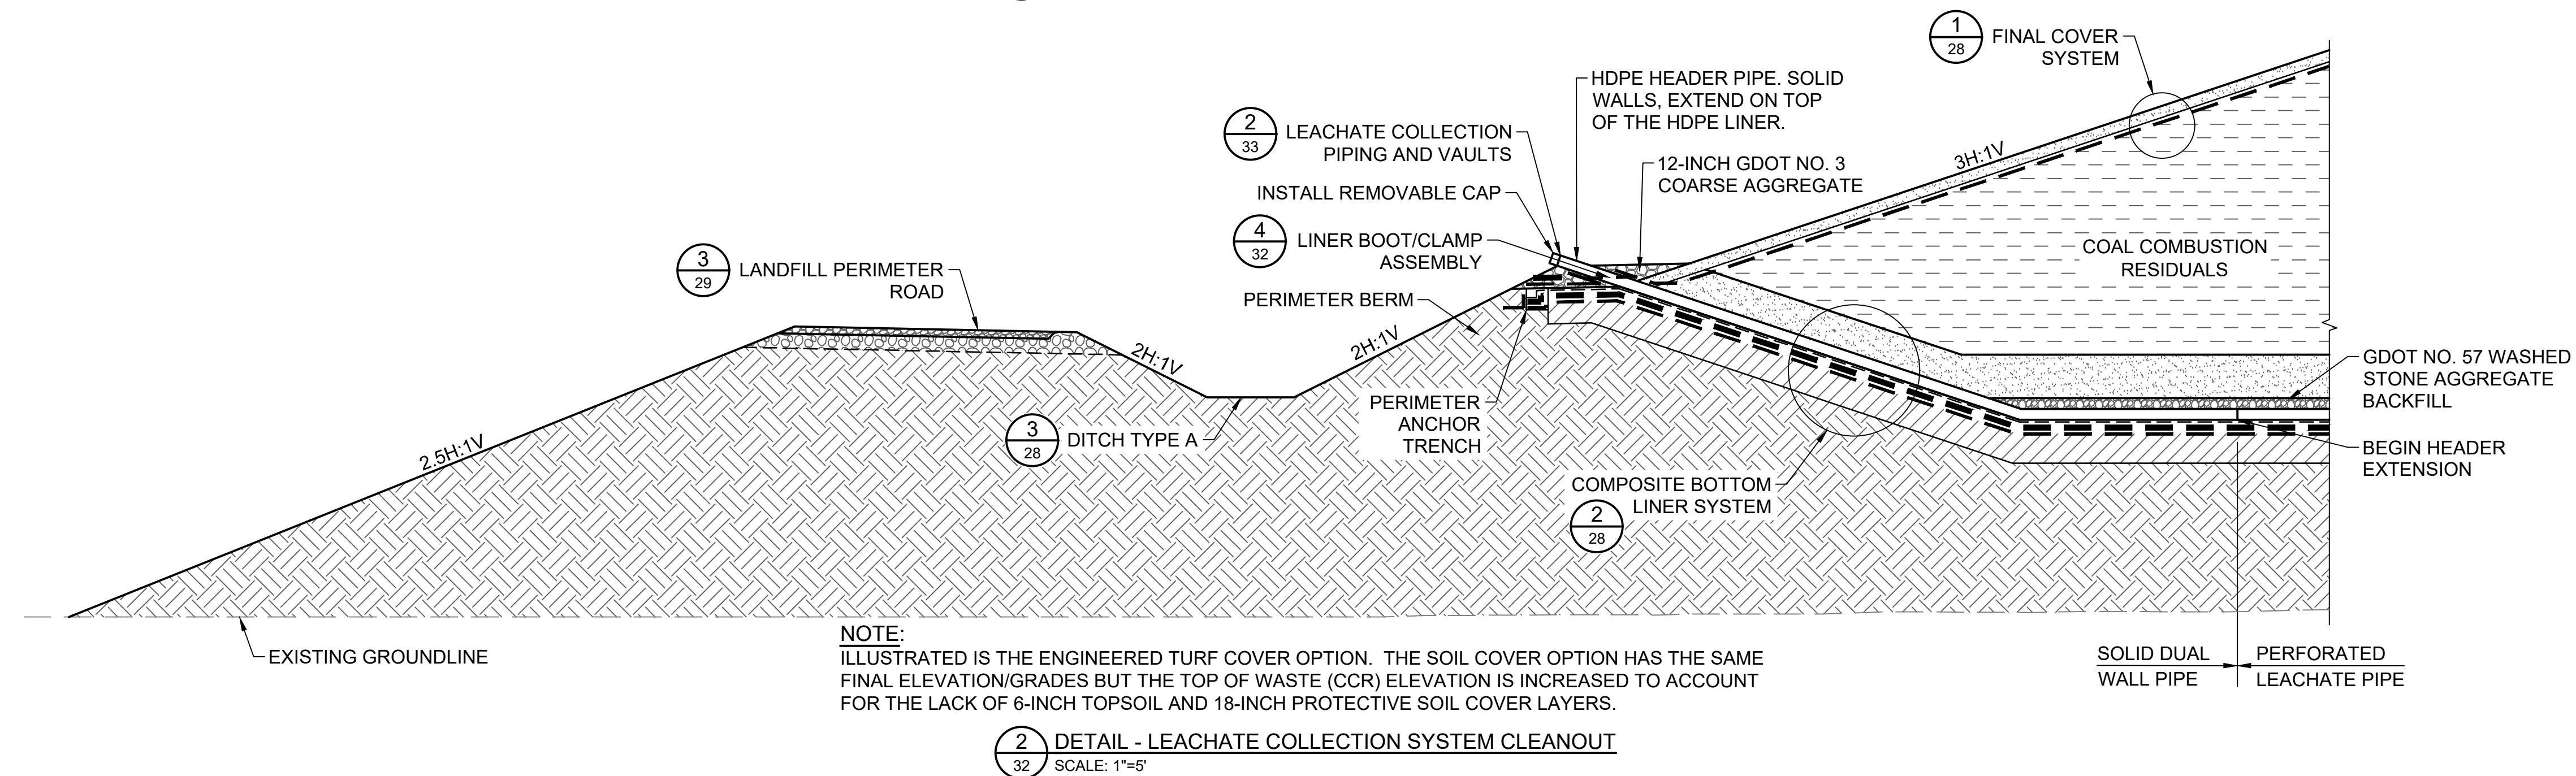 1
28
FINAL COVER
SYSTEM
HDPE HEADER PIPE. SOLID
WALLS, EXTEND ON TOP
OF THE HDPE LINER.
2
33
LEACHATE COLLECTION
PIPING AND VAULTS
12-INCH GDOT NO. 3
COARSE AGGREGATE
3H:1V
INSTALL REMOVABLE CAP
4
32
LINER BOOT/CLAMP
ASSEMBLY
COAL COMBUSTION
RESIDUALS
3
29
LANDFILL PERIMETER
ROAD
PERIMETER BERM
2H:1V
2H:1V
GDOT NO. 57 WASHED
STONE AGGREGATE
BACKFILL
PERIMETER
ANCHOR
TRENCH
3
28
DITCH TYPE A
2.5H:1V
BEGIN HEADER
EXTENSION
COMPOSITE BOTTOM
LINER SYSTEM
2
28
EXISTING GROUNDLINE
SOLID DUAL
WALL PIPE
PERFORATED
LEACHATE PIPE
NOTE:
ILLUSTRATED IS THE ENGINEERED TURF COVER OPTION. THE SOIL COVER OPTION HAS THE SAME
FINAL ELEVATION/GRADES BUT THE TOP OF WASTE (CCR) ELEVATION IS INCREASED TO ACCOUNT
FOR THE LACK OF 6-INCH TOPSOIL AND 18-INCH PROTECTIVE SOIL COVER LAYERS.
2
32
DETAIL - LEACHATE COLLECTION SYSTEM CLEANOUT
SCALE: 1"=5'